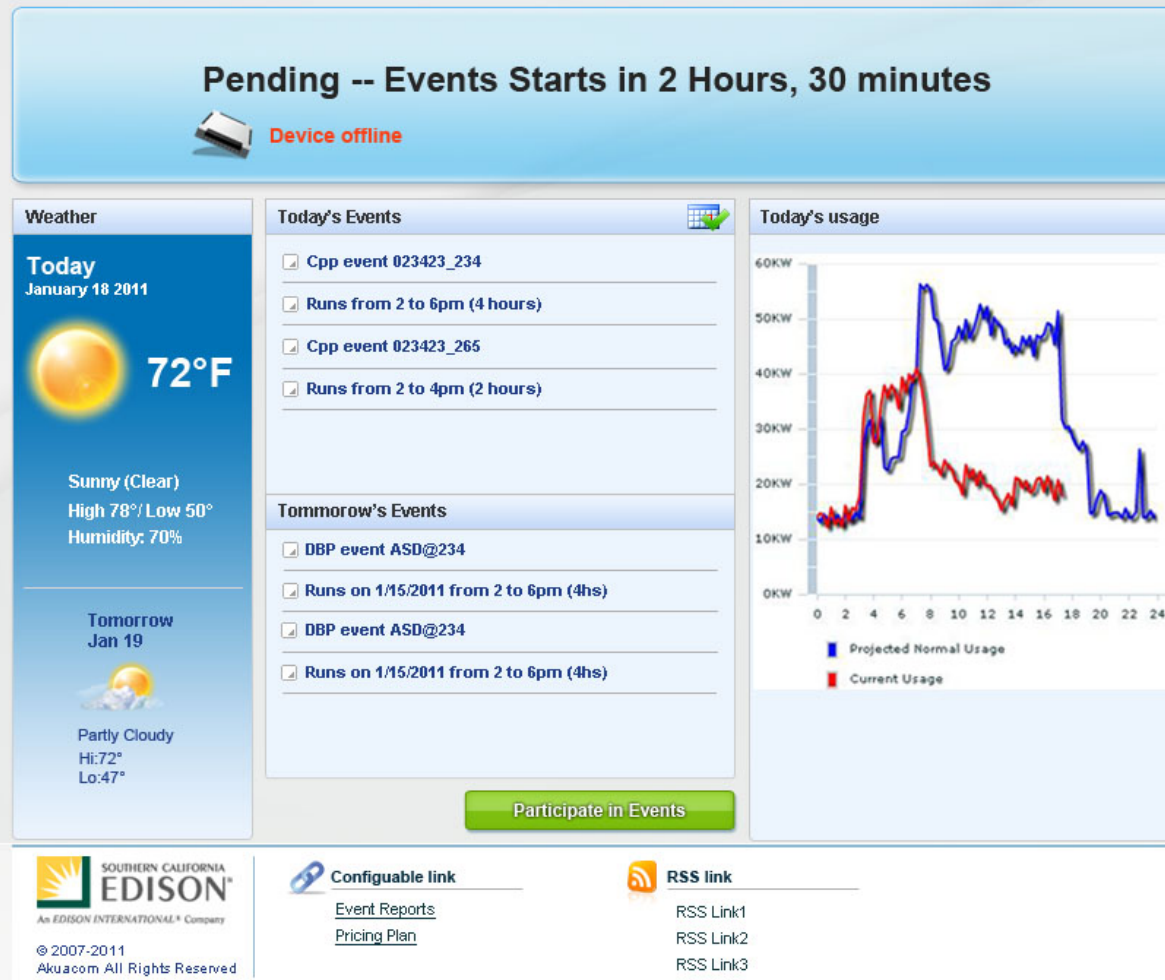 Pending -- Events Starts in 2 Hours, 30 minutes
Device offline
Weather
Today
January 18 2011
72°F
Sunny (Clear)
High 78°/ Low 50°
Humidity: 70%
Tomorrow
Jan 19
Partly Cloudy
Hi:72°
Lo:47°
Today's Events
Cpp event 023423_234
Runs from 2 to 6pm (4 hours)
Cpp event 023423_265
Runs from 2 to 4pm (2 hours)
Tommorow's Events
DBP event ASD@234
Runs on 1/15/2011 from 2 to 6pm (4hs)
DBP event ASD@234
Runs on 1/15/2011 from 2 to 6pm (4hs)
Participate in Events
Today's usage
60KW
50KW
40KW
30KW
20KW
10KW
0KW
0 2 4 6 8 10 12 14 16 18 20 22 24
Projected Normal Usage
Current Usage
SOUTHERN CALIFORNIA
EDISON®
An EDISON INTERNATIONAL® Company
© 2007-2011
Akuacom All Rights Reserved
Configuable link
Event Reports
Pricing Plan
RSS link
RSS Link1
RSS Link2
RSS Link3